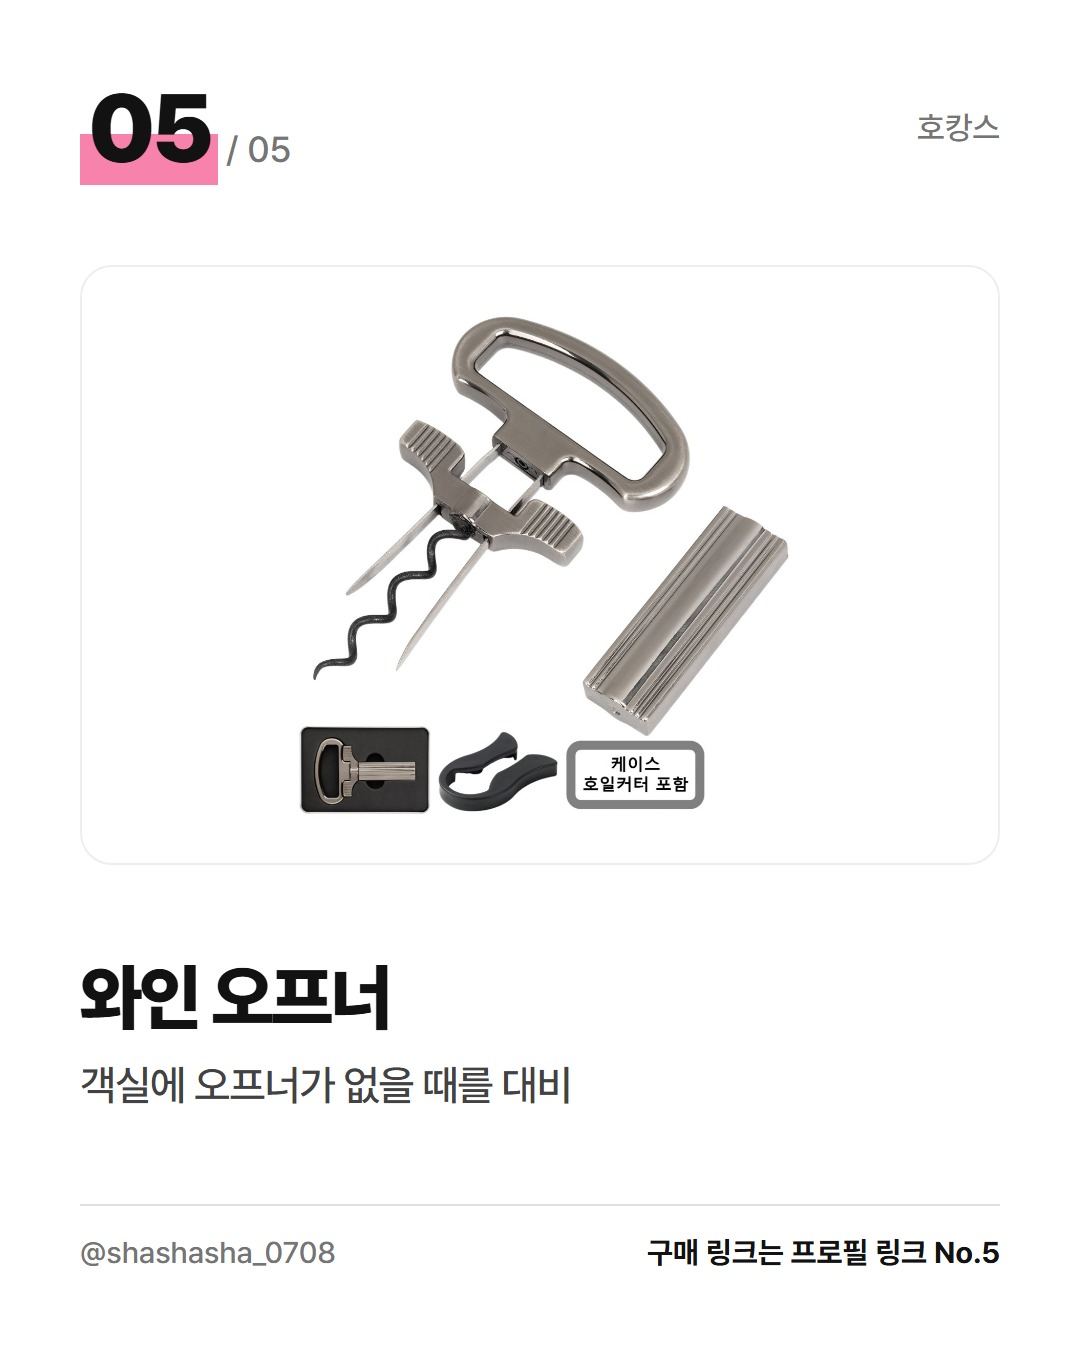 05 / 05
호캉스
케이스
호일커터 포함
와인 오프너
객실에 오프너가 없을 때를 대비
@shashasha_0708
구매 링크는 프로필 링크 No.5